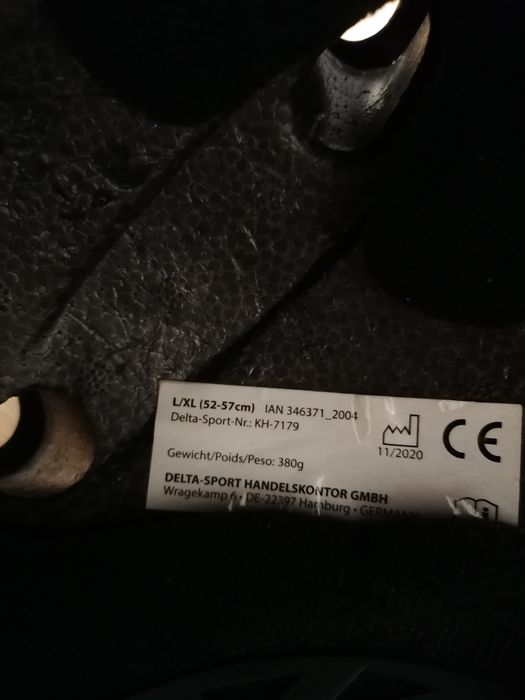 L/XL (52-57cm) IAN 346371_2004
Delta-Sport-Nr.: KH-7179
11/2020
CE
Gewicht/Poids/Peso: 380g
DELTA-SPORT HANDELSKONTOR GMBH
Wragekamp 6 • DE-22397 Hamburg • GERMANY